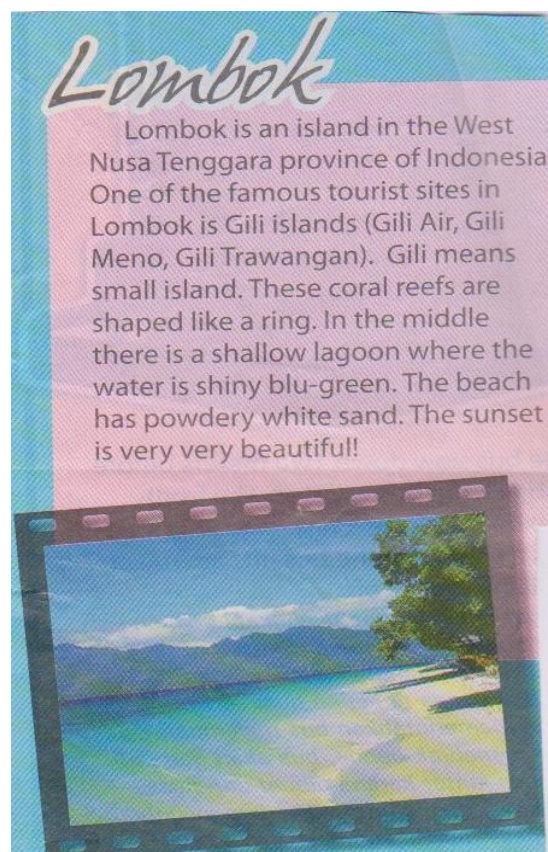 Lombok
Lombok is an island in the West
Nusa Tenggara province of Indonesia
One of the famous tourist sites in
Lombok is Gili islands (Gili Air, Gili
Meno, Gili Trawangan).  Gili means
small island. These coral reefs are
shaped like a ring. In the middle
there is a shallow lagoon where the
water is shiny blu-green. The beach
has powdery white sand. The sunset
is very very beautiful!